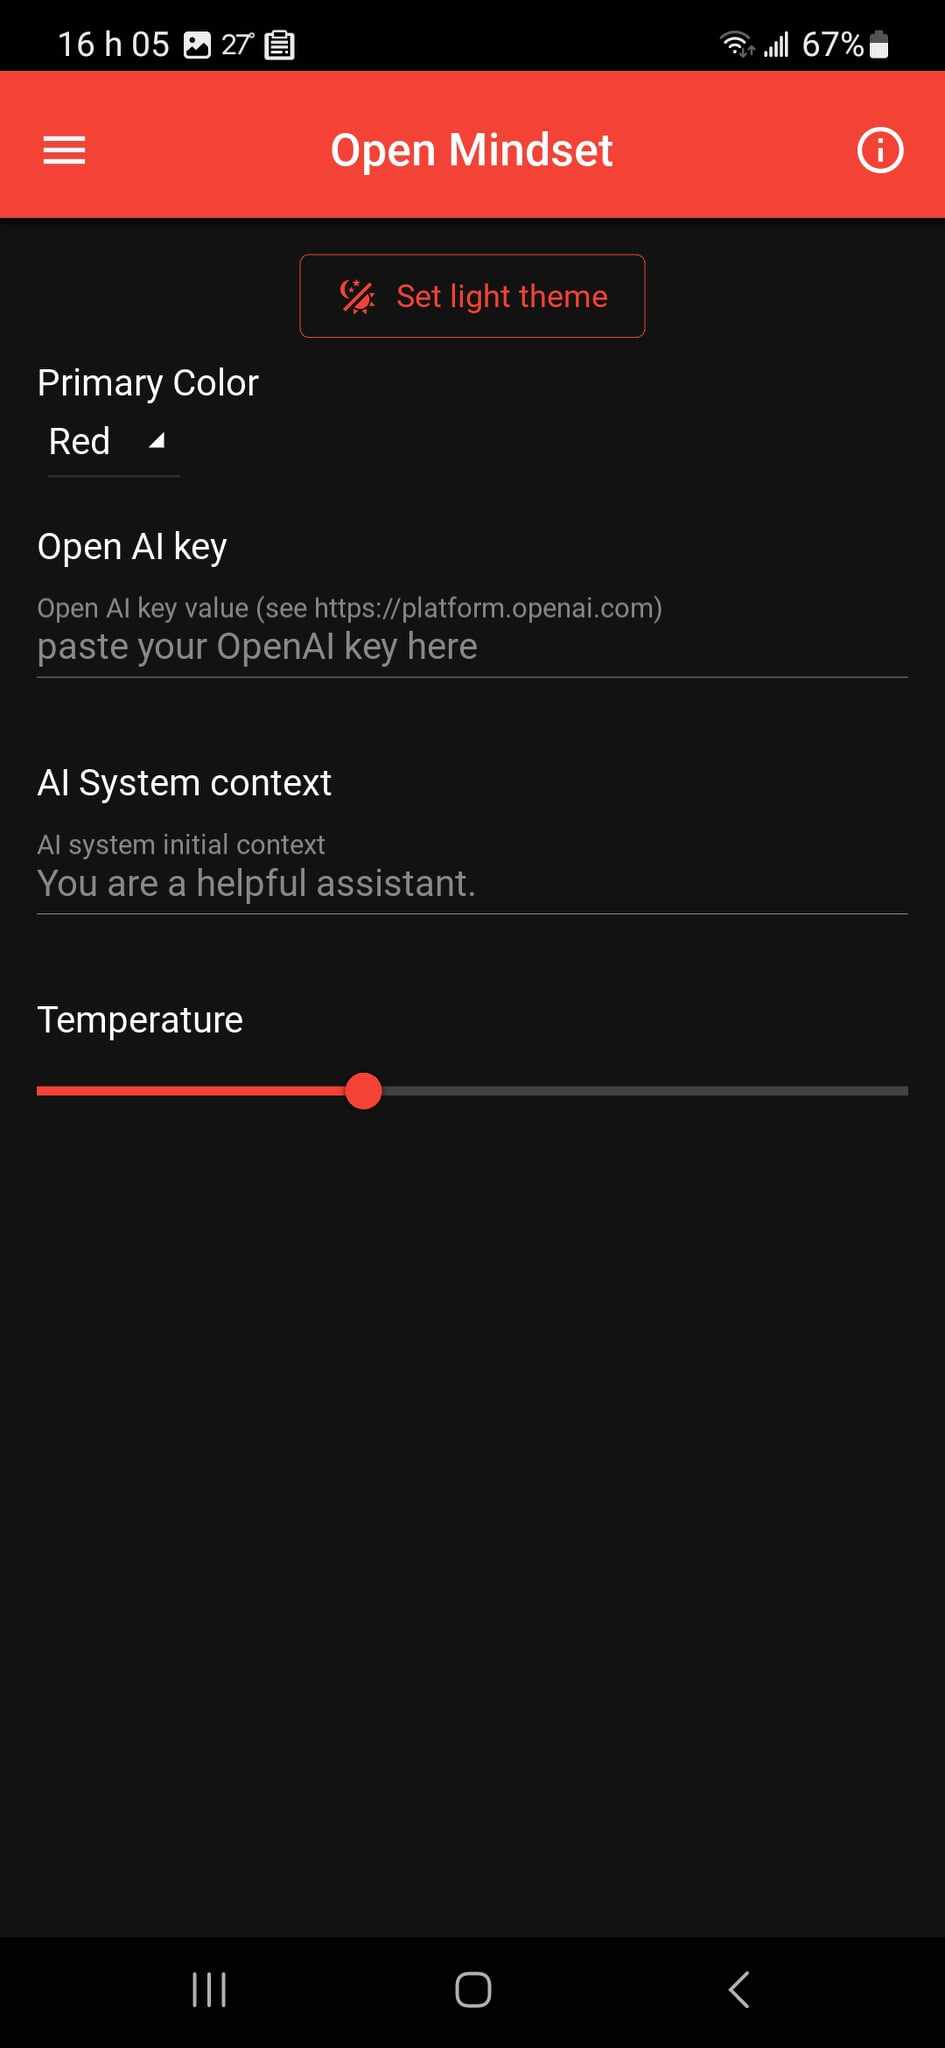 16 h 05 27° 67%
Open Mindset
Set light theme
Primary Color
Red
Open AI key
Open AI key value (see https://platform.openai.com)
paste your OpenAI key here
AI System context
AI system initial context
You are a helpful assistant.
Temperature